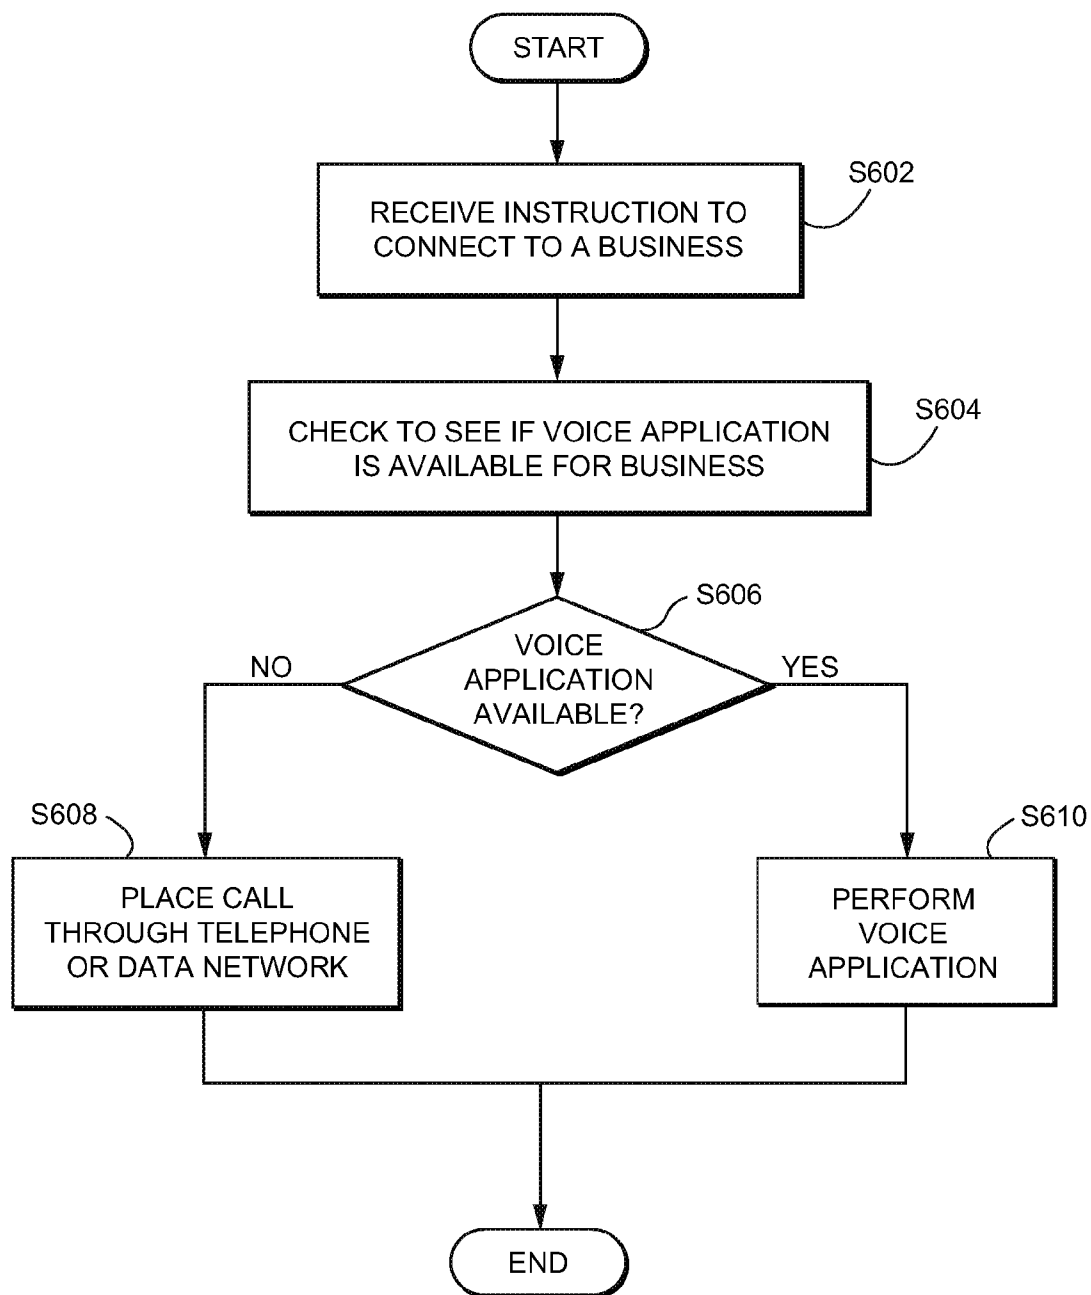 START
S602
RECEIVE INSTRUCTION TO
CONNECT TO A BUSINESS
S604
CHECK TO SEE IF VOICE APPLICATION
IS AVAILABLE FOR BUSINESS
S606
VOICE
APPLICATION
AVAILABLE?
NO
YES
S608
PLACE CALL
THROUGH TELEPHONE
OR DATA NETWORK
S610
PERFORM
VOICE
APPLICATION
END